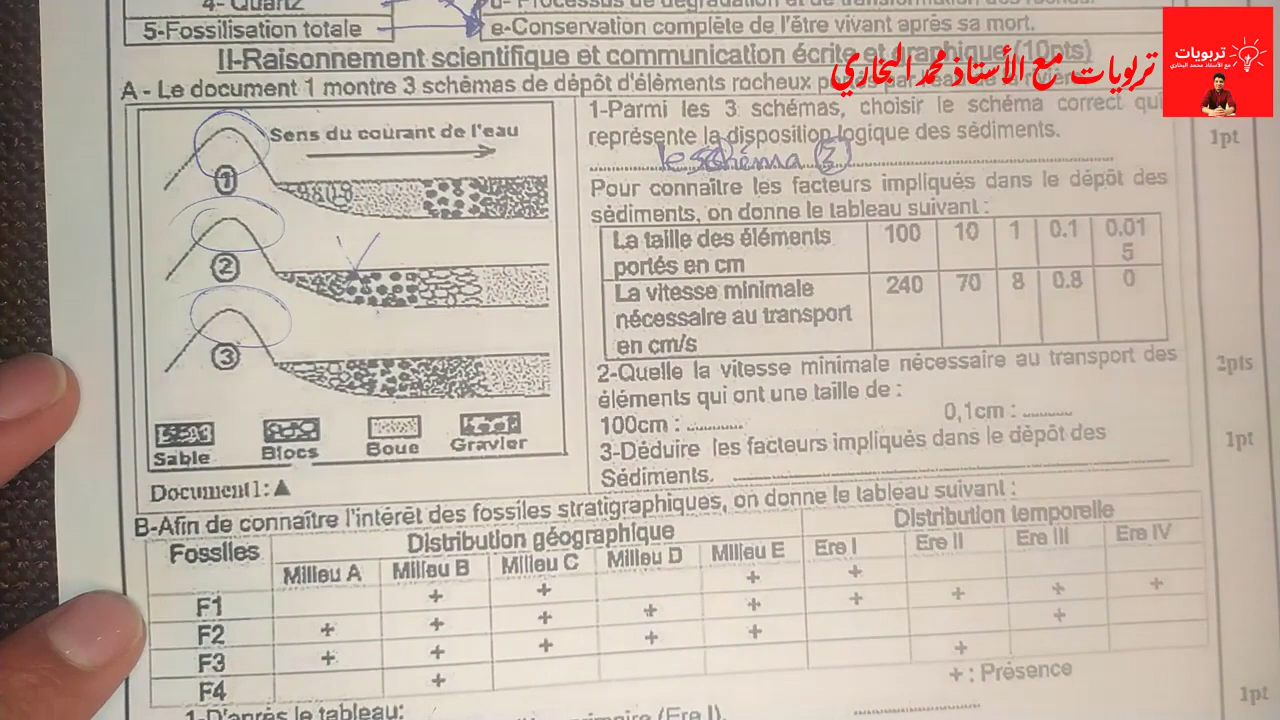 4- Quartz
5-Fossilisation totale
e-Conservation complète de l'être vivant après sa mort.
II-Raisonnement scientifique et communication écrite et graphique (10pts)
تربويات مع الأستاذ محمد البخاري
تربويات
مع الأستاذ محمد البخاري
A - Le document 1 montre 3 schémas de dépôt d'éléments rocheux
Sens du courant de l'eau
1
2
3
Sable
Blocs
Boue
Gravier
Document1:▲
1-Parmi les 3 schémas, choisir le schéma correct qui
représente la disposition logique des sédiments.
1pt
le schéma ③
Pour connaître les facteurs impliqués dans le dépôt des
sédiments, on donne le tableau suivant :
La taille des éléments portés en cm 100 10 1 0.1 0.01 5
La vitesse minimale nécessaire au transport en cm/s 240 70 8 0.8 0
2-Quelle la vitesse minimale nécessaire au transport des
éléments qui ont une taille de :
2pts
100cm : ........ 0,1cm : ........
3-Déduire les facteurs impliqués dans le dépôt des
Sédiments. ........
1pt
B-Afin de connaître l'intérêt des fossiles stratigraphiques, on donne le tableau suivant :
Fossiles Distribution géographique Distribution temporelle
Milieu A Milieu B Milieu C Milieu D Milieu E Ere I Ere II Ere III Ere IV
F1 + + + +
F2 + + + + + + + + +
F3 + + + + + +
F4 + +
+ : Présence
1-D'après le tableau:
(Ere I).
1pt